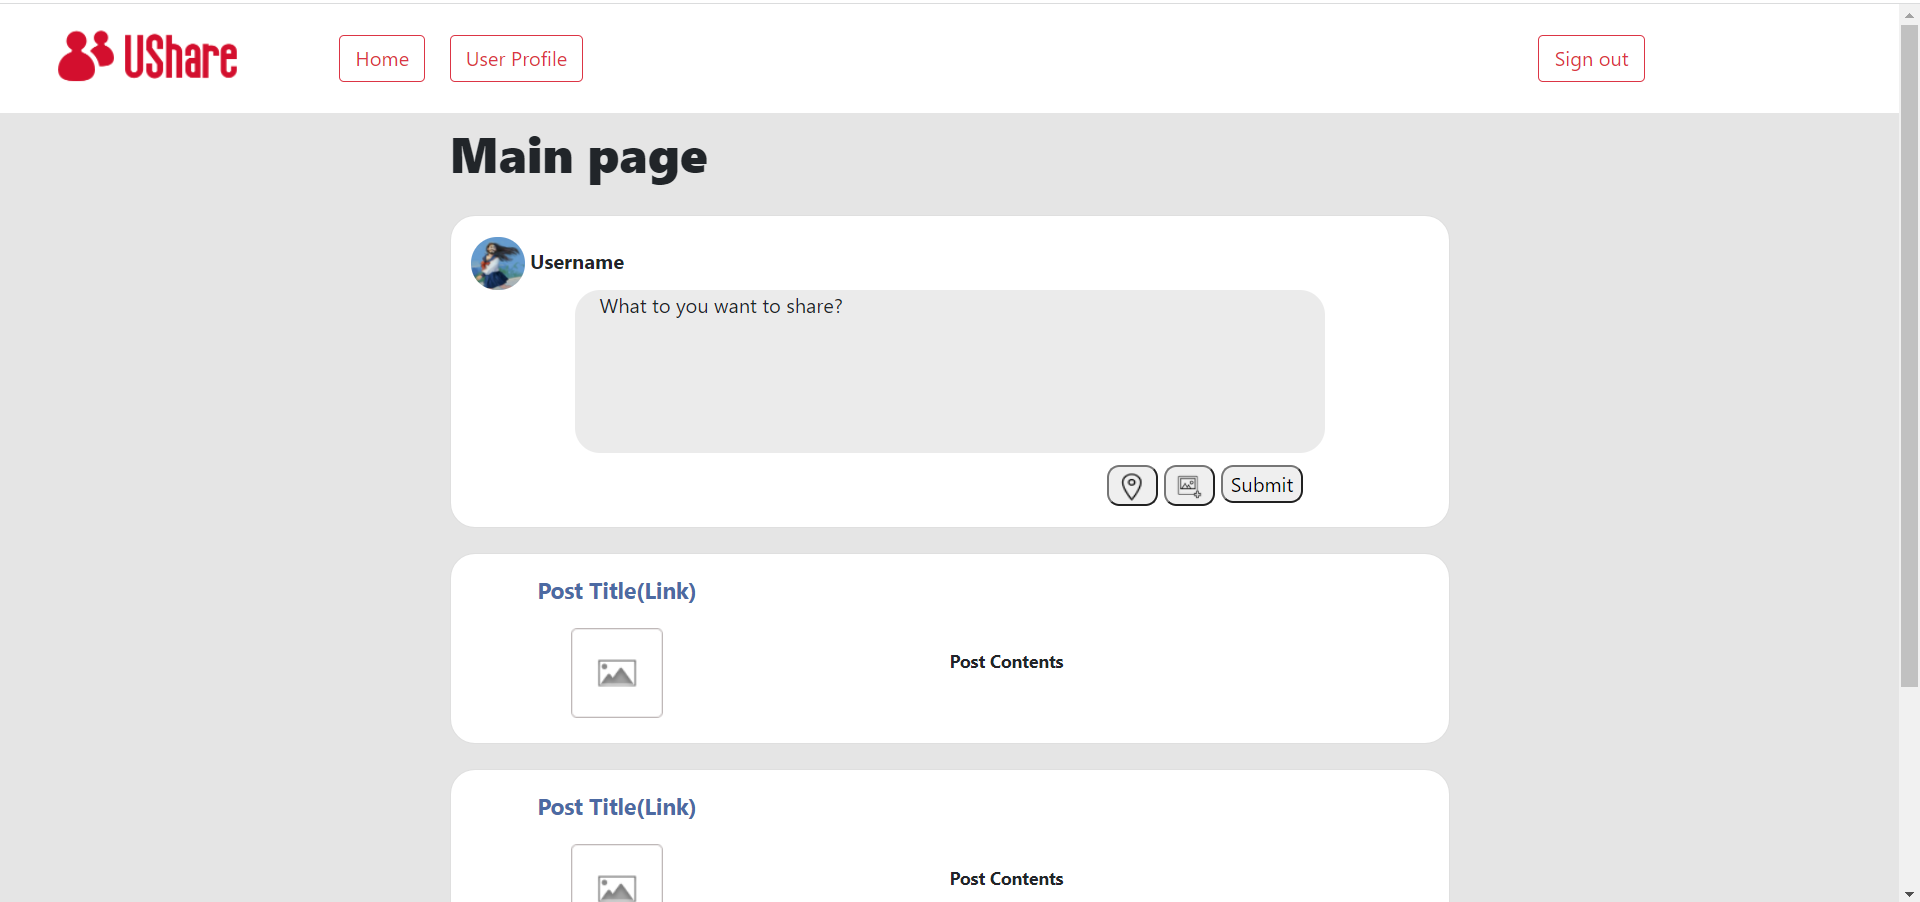 UShare
Home
User Profile
Sign out
Main page
Username
What to you want to share?
Submit
Post Title(Link)
Post Contents
Post Title(Link)
Post Contents